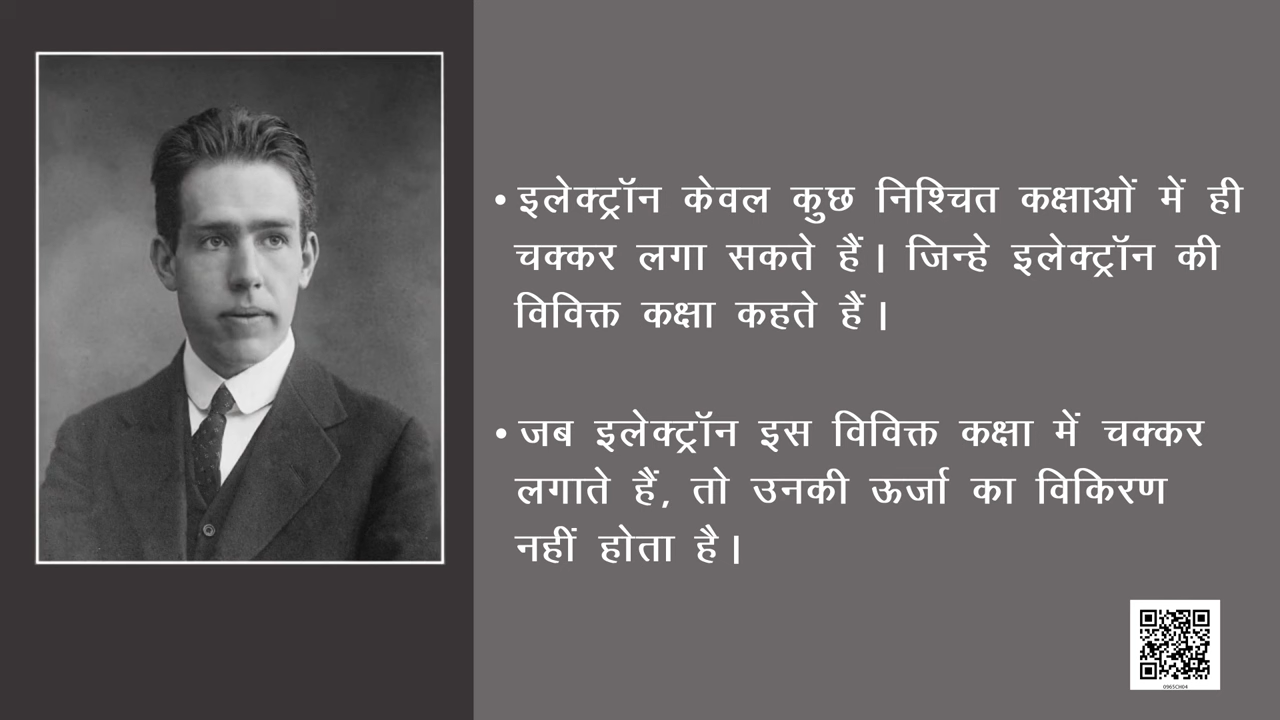 • इलेक्ट्रॉन केवल कुछ निश्चित कक्षाओं में ही
चक्कर लगा सकते हैं। जिन्हे इलेक्ट्रॉन की
विविक्त कक्षा कहते हैं।
• जब इलेक्ट्रॉन इस विविक्त कक्षा में चक्कर
लगाते हैं, तो उनकी ऊर्जा का विकिरण
नहीं होता है।
0965CH04